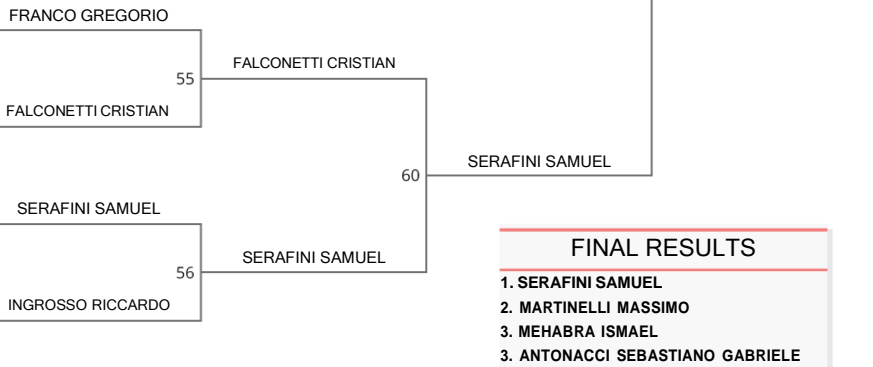 FRANCO GREGORIO
55
FALCONETTI CRISTIAN
FALCONETTI CRISTIAN
60
SERAFINI SAMUEL
SERAFINI SAMUEL
56
SERAFINI SAMUEL
INGROSSO RICCARDO
FINAL RESULTS
1. SERAFINI SAMUEL
2. MARTINELLI MASSIMO
3. MEHABRA ISMAEL
3. ANTONACCI SEBASTIANO GABRIELE